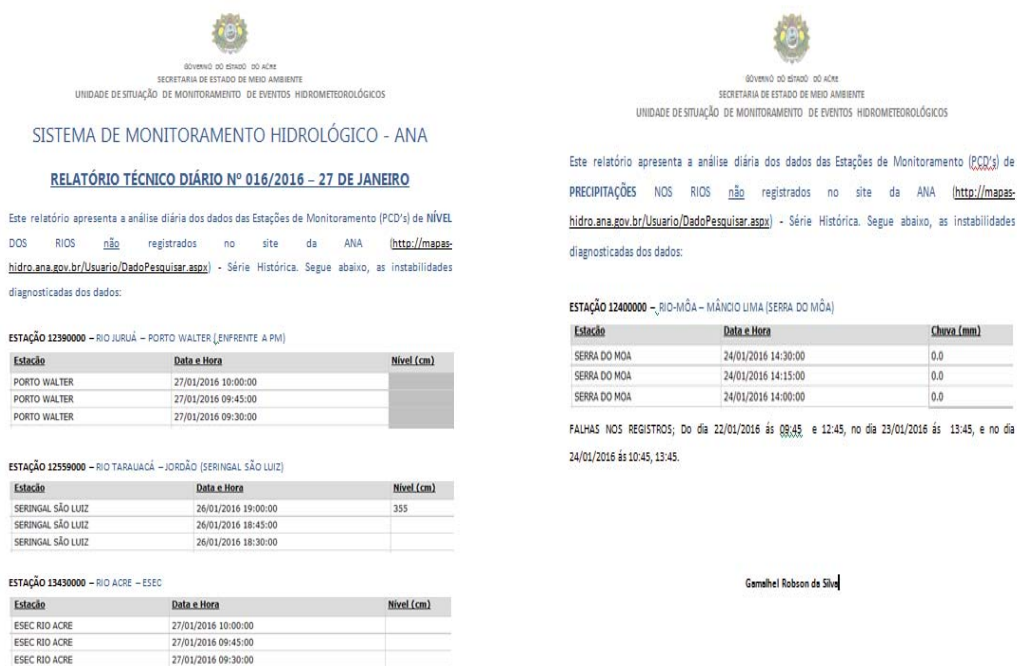 GOVERNO DO ESTADO DO ACRE
SECRETARIA DE ESTADO DE MEIO AMBIENTE
UNIDADE DE SITUAÇÃO DE MONITORAMENTO DE EVENTOS HIDROMETEOROLÓGICOS
SISTEMA DE MONITORAMENTO HIDROLÓGICO - ANA
RELATÓRIO TÉCNICO DIÁRIO Nº 016/2016 – 27 DE JANEIRO
Este relatório apresenta a análise diária dos dados das Estações de Monitoramento (PCD's) de NÍVEL
DOS RIOS não registrados no site da ANA (http://mapas-
hidro.ana.gov.br/Usuario/DadoPesquisar.aspx) - Série Histórica. Segue abaixo, as instabilidades
diagnosticadas dos dados:
ESTAÇÃO 12390000 – RIO JURUÁ – PORTO WALTER ( ENFRENTE A PM)
Estação Data e Hora Nível (cm)
PORTO WALTER 27/01/2016 10:00:00
PORTO WALTER 27/01/2016 09:45:00
PORTO WALTER 27/01/2016 09:30:00
ESTAÇÃO 12559000 – RIO TARAUACÁ – JORDÃO (SERINGAL SÃO LUIZ)
Estação Data e Hora Nível (cm)
SERINGAL SÃO LUIZ 26/01/2016 19:00:00 355
SERINGAL SÃO LUIZ 26/01/2016 18:45:00
SERINGAL SÃO LUIZ 26/01/2016 18:30:00
ESTAÇÃO 13430000 – RIO ACRE – ESEC
Estação Data e Hora Nível (cm)
ESEC RIO ACRE 27/01/2016 10:00:00
ESEC RIO ACRE 27/01/2016 09:45:00
ESEC RIO ACRE 27/01/2016 09:30:00
GOVERNO DO ESTADO DO ACRE
SECRETARIA DE ESTADO DE MEIO AMBIENTE
UNIDADE DE SITUAÇÃO DE MONITORAMENTO DE EVENTOS HIDROMETEOROLÓGICOS
Este relatório apresenta a análise diária dos dados das Estações de Monitoramento (PCD's) de
PRECIPITAÇÕES NOS RIOS não registrados no site da ANA (http://mapas-
hidro.ana.gov.br/Usuario/DadoPesquisar.aspx) - Série Histórica. Segue abaixo, as instabilidades
diagnosticadas dos dados:
ESTAÇÃO 12400000 – RIO-MÔA – MÂNCIO LIMA (SERRA DO MÔA)
Estação Data e Hora Chuva (mm)
SERRA DO MOA 24/01/2016 14:30:00 0.0
SERRA DO MOA 24/01/2016 14:15:00 0.0
SERRA DO MOA 24/01/2016 14:00:00 0.0
FALHAS NOS REGISTROS; Do dia 22/01/2016 ás 09:45 e 12:45, no dia 23/01/2016 ás 13:45, e no dia
24/01/2016 ás 10:45, 13:45.
Gamalhel Robson da Silva